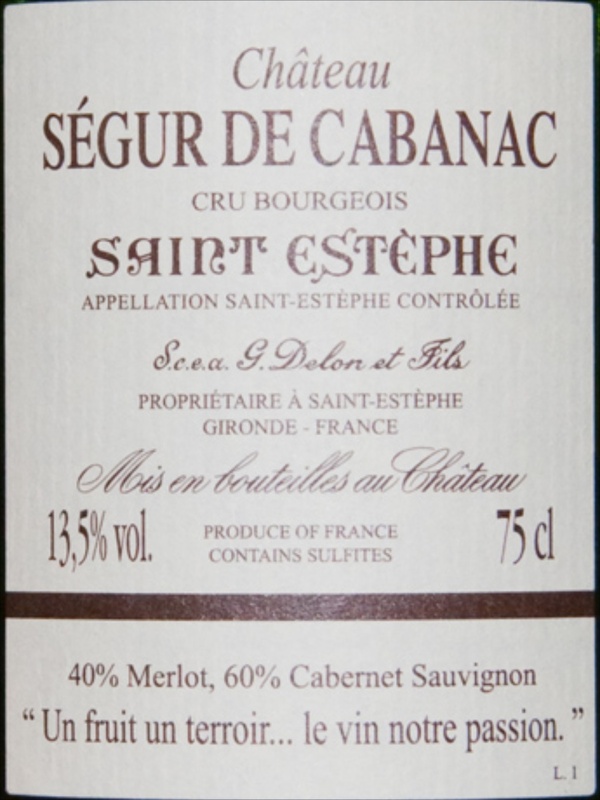 Château
SÉGUR DE CABANAC
CRU BOURGEOIS
SAINT ESTÈPHE
APPELLATION SAINT-ESTÈPHE CONTRÔLÉE
S.c.e.a. G. Delon et Fils
PROPRIÉTAIRE À SAINT-ESTÈPHE
GIRONDE - FRANCE
Mis en bouteilles au Château
13,5% vol.
PRODUCE OF FRANCE
CONTAINS SULFITES
75 cl
40% Merlot, 60% Cabernet Sauvignon
“ Un fruit un terroir... le vin notre passion. ”
L. 1